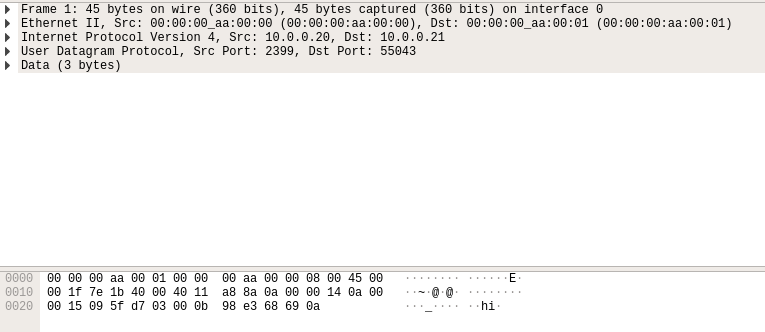 Frame 1: 45 bytes on wire (360 bits), 45 bytes captured (360 bits) on interface 0
Ethernet II, Src: 00:00:00_aa:00:00 (00:00:00:aa:00:00), Dst: 00:00:00_aa:00:01 (00:00:00:aa:00:01)
Internet Protocol Version 4, Src: 10.0.0.20, Dst: 10.0.0.21
User Datagram Protocol, Src Port: 2399, Dst Port: 55043
Data (3 bytes)
0000 00 00 00 aa 00 01 00 00 00 aa 00 00 08 00 45 00 ········ ······E·
0010 00 1f 7e 1b 40 00 40 11 a8 8a 0a 00 00 14 0a 00 ··~·@·@· ········
0020 00 15 09 5f d7 03 00 0b 98 e3 68 69 0a ···_···· ··hi·